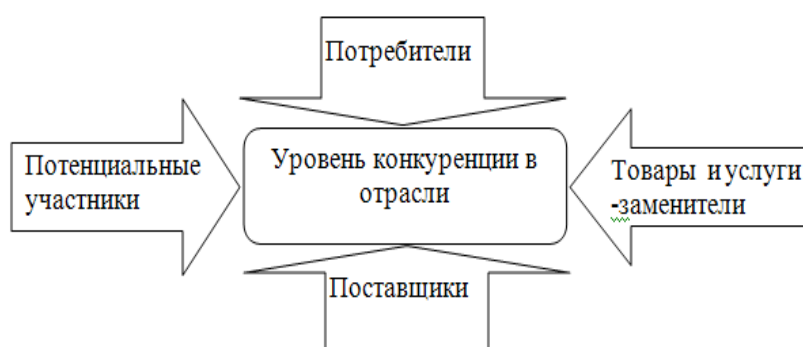 Потребители
Потенциальные
участники
Уровень конкуренции в
отрасли
Товары и услуги
-заменители
Поставщики